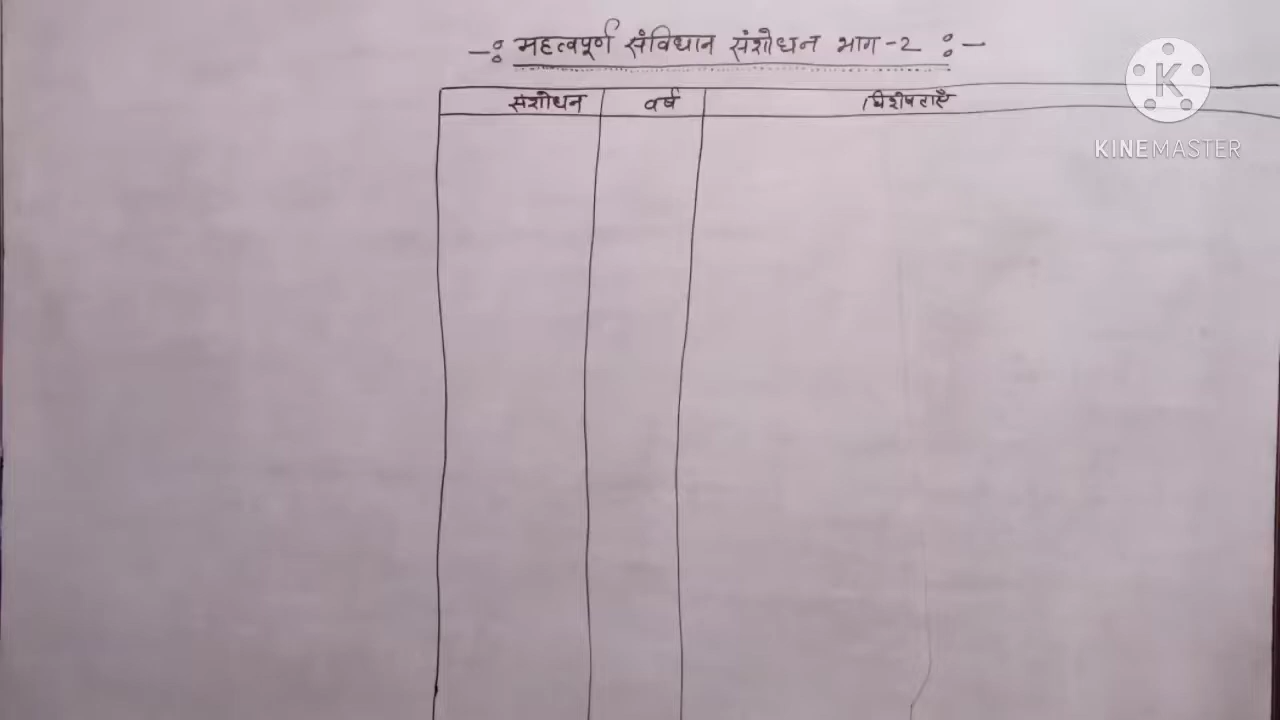 -ः महत्वपूर्ण संविधान संशोधन भाग -2 ः-
संशोधन वर्ष विशेषताएँ
K
KINEMASTER